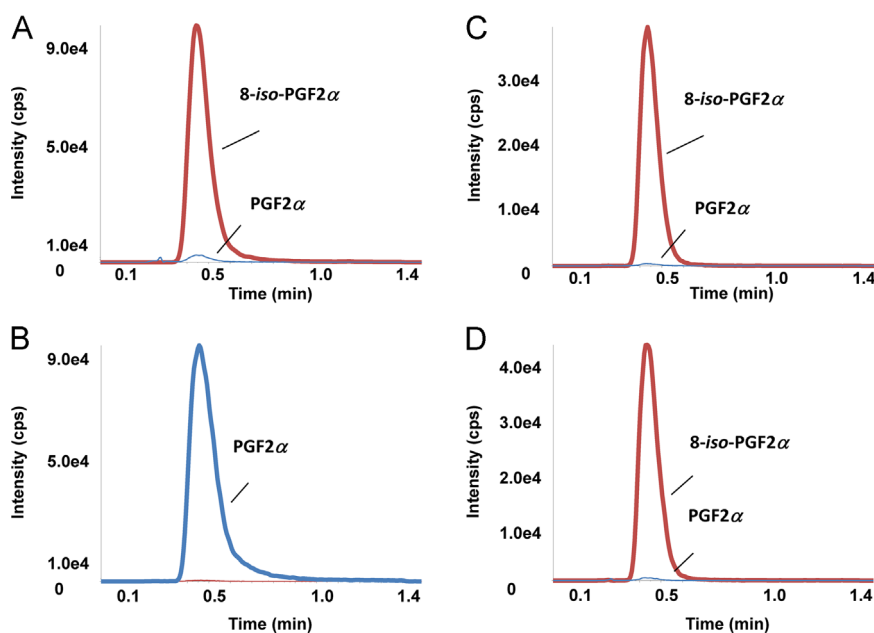 A
Intensity (cps)
9.0e4
5.0e4
1.0e4
0
8-iso-PGF2α
PGF2α
0.1 0.5 1.0 1.4
Time (min)
C
Intensity (cps)
3.0e4
2.0e4
1.0e4
0
8-iso-PGF2α
PGF2α
0.1 0.5 1.0 1.4
Time (min)
B
Intensity (cps)
9.0e4
5.0e4
1.0e4
0
PGF2α
0.1 0.5 1.0 1.4
Time (min)
D
Intensity (cps)
4.0e4
3.0e4
2.0e4
1.0e4
0
8-iso-PGF2α
PGF2α
0.1 0.5 1.0 1.4
Time (min)